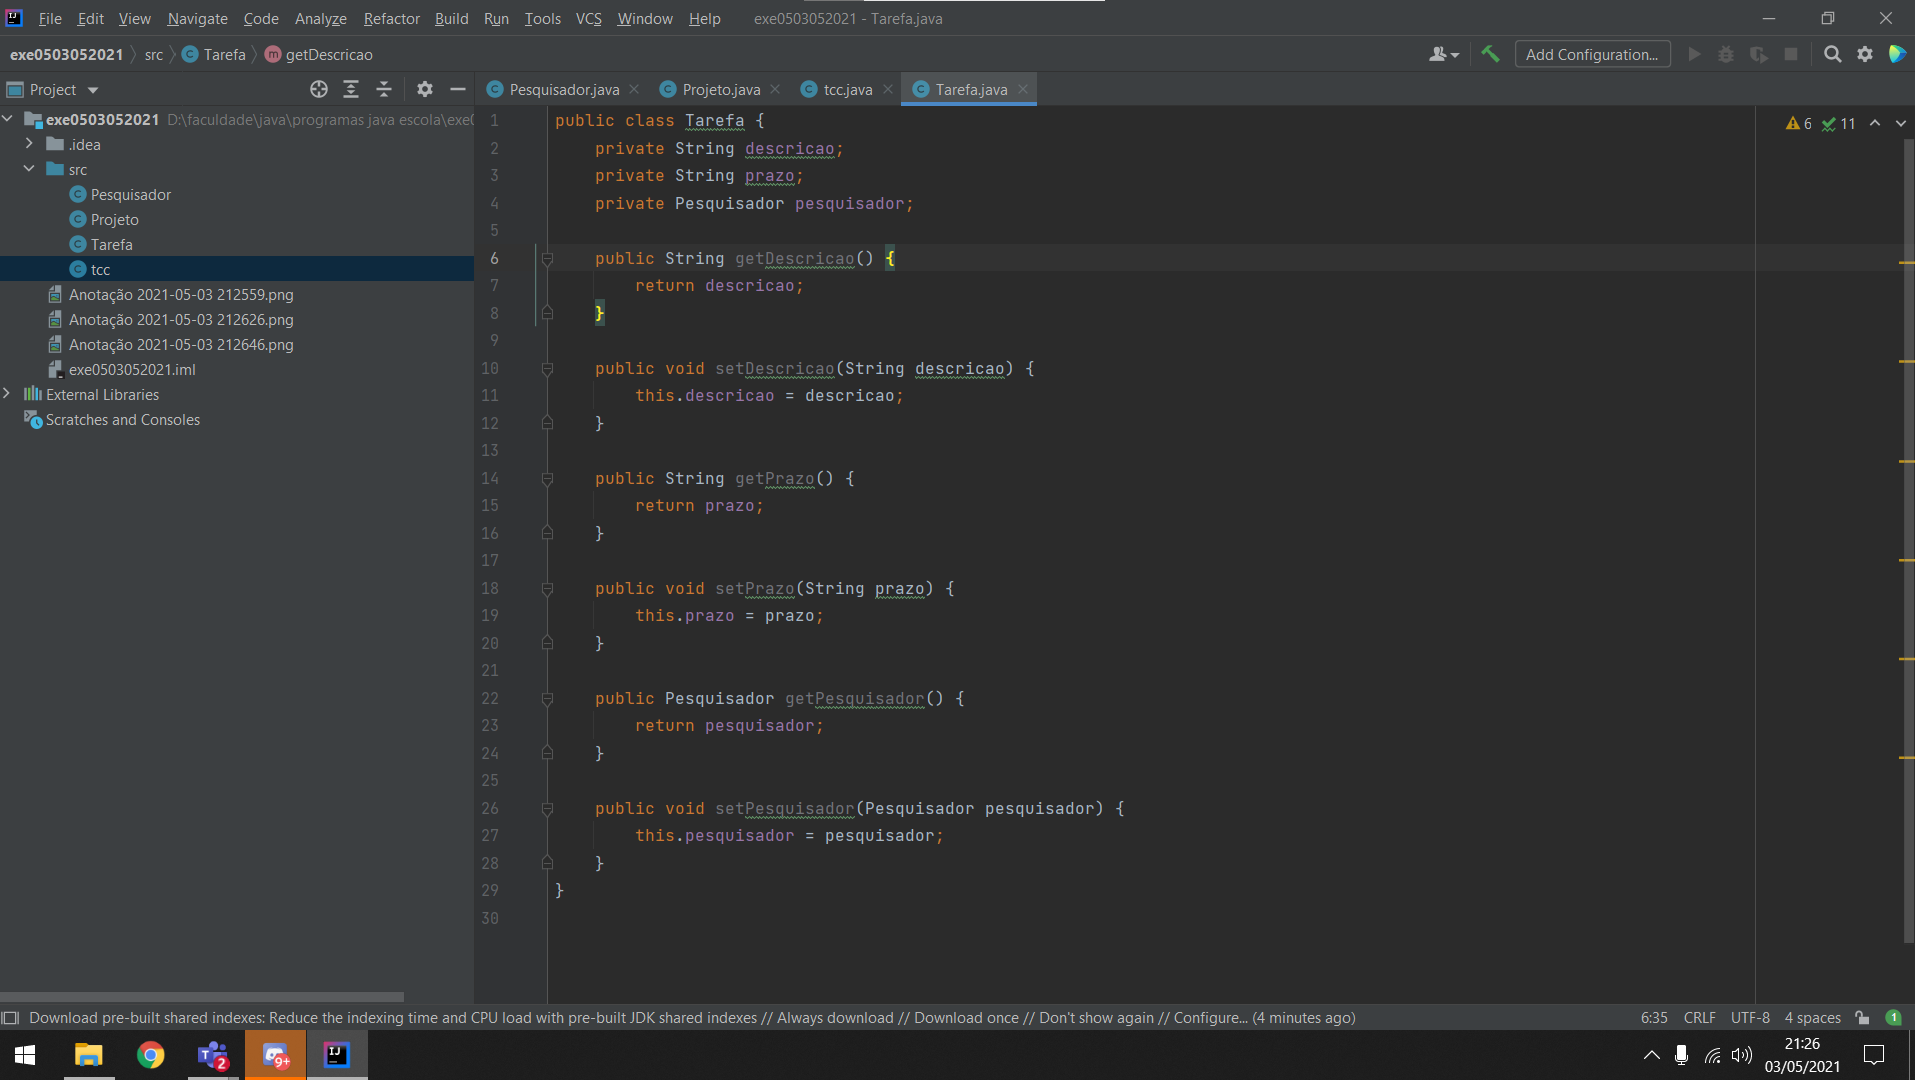 File Edit View Navigate Code Analyze Refactor Build Run Tools VCS Window Help exe0503052021 - Tarefa.java
exe0503052021 src Tarefa getDescricao Add Configuration...
Project
Pesquisador.java Projeto.java tcc.java Tarefa.java
exe0503052021 D:\faculdade\java\programas java escola\exe
.idea
src
Pesquisador
Projeto
Tarefa
tcc
Anotação 2021-05-03 212559.png
Anotação 2021-05-03 212626.png
Anotação 2021-05-03 212646.png
exe0503052021.iml
External Libraries
Scratches and Consoles
6 11
1 public class Tarefa {
2 private String descricao;
3 private String prazo;
4 private Pesquisador pesquisador;
5
6 public String getDescricao() {
7 return descricao;
8 }
9
10 public void setDescricao(String descricao) {
11 this.descricao = descricao;
12 }
13
14 public String getPrazo() {
15 return prazo;
16 }
17
18 public void setPrazo(String prazo) {
19 this.prazo = prazo;
20 }
21
22 public Pesquisador getPesquisador() {
23 return pesquisador;
24 }
25
26 public void setPesquisador(Pesquisador pesquisador) {
27 this.pesquisador = pesquisador;
28 }
29 }
30
Download pre-built shared indexes: Reduce the indexing time and CPU load with pre-built JDK shared indexes // Always download // Download once // Don't show again // Configure... (4 minutes ago) 6:35 CRLF UTF-8 4 spaces 1
2 9+ IJ
21:26
03/05/2021